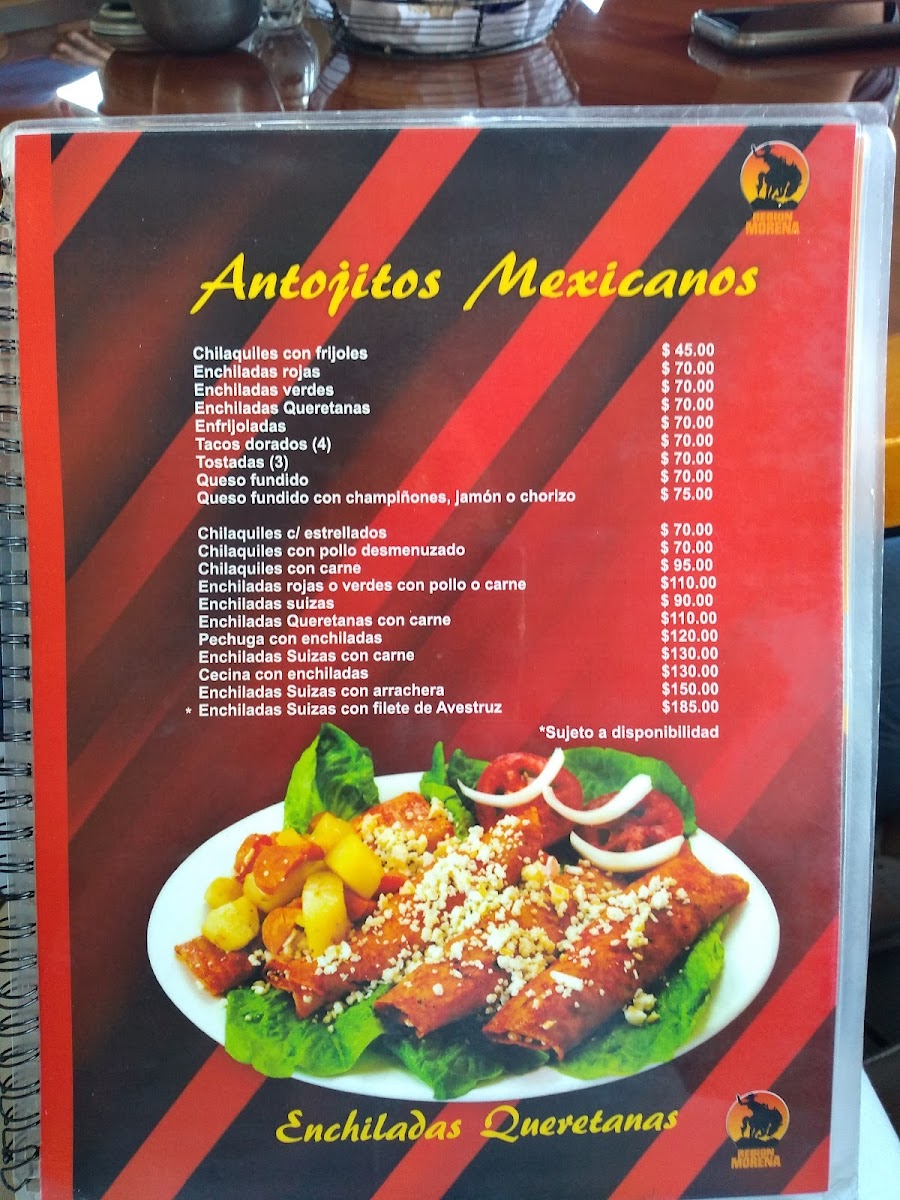 REGION
MORENA
Antojitos Mexicanos
Chilaquiles con frijoles $ 45.00
Enchiladas rojas $ 70.00
Enchiladas verdes $ 70.00
Enchiladas Queretanas $ 70.00
Enfrijoladas $ 70.00
Tacos dorados (4) $ 70.00
Tostadas (3) $ 70.00
Queso fundido $ 70.00
Queso fundido con champiñones, jamón o chorizo $ 75.00
Chilaquiles c/ estrellados $ 70.00
Chilaquiles con pollo desmenuzado $ 70.00
Chilaquiles con carne $ 95.00
Enchiladas rojas o verdes con pollo o carne $110.00
Enchiladas suizas $ 90.00
Enchiladas Queretanas con carne $110.00
Pechuga con enchiladas $120.00
Enchiladas Suizas con carne $130.00
Cecina con enchiladas $130.00
Enchiladas Suizas con arrachera $150.00
* Enchiladas Suizas con filete de Avestruz $185.00
*Sujeto a disponibilidad
Enchiladas Queretanas
REGION
MORENA